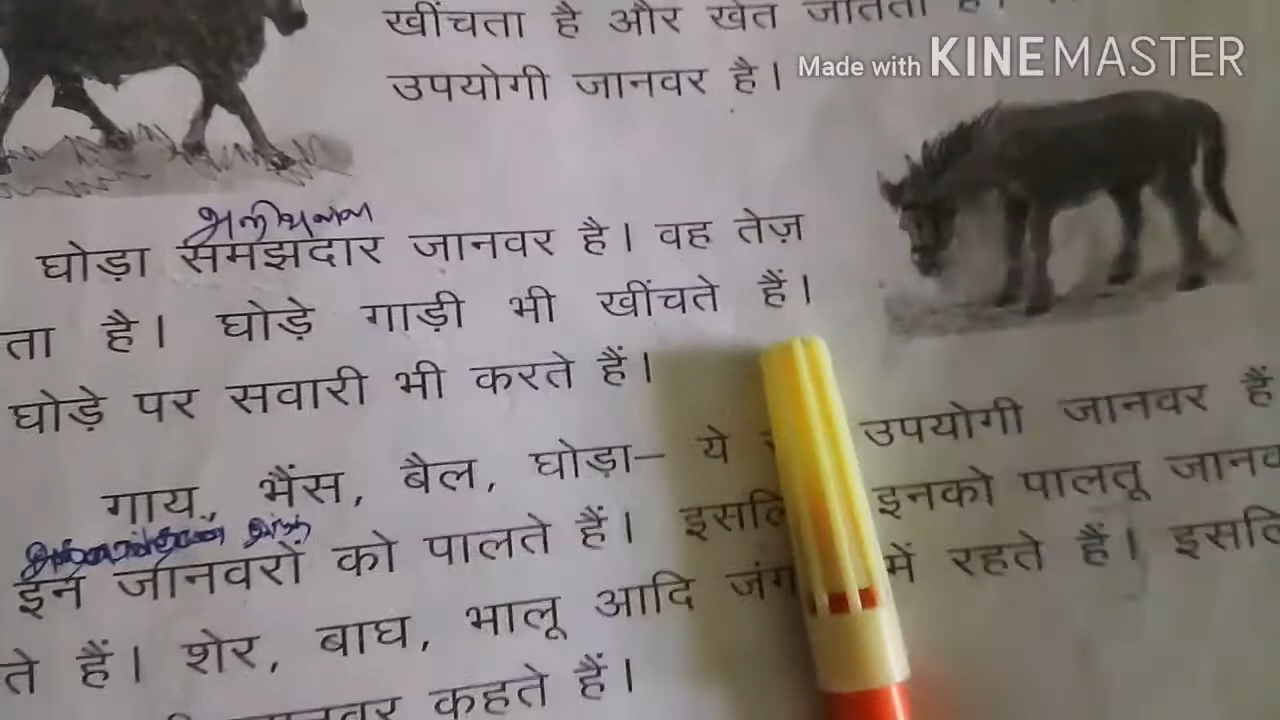 खींचता है और खेत जोतता है।
उपयोगी जानवर है।
Made with KINEMASTER
घोड़ा समझदार जानवर है। वह तेज़
ता है। घोड़े गाड़ी भी खींचते हैं।
घोड़े पर सवारी भी करते हैं।
गाय, भैंस, बैल, घोड़ा– ये उपयोगी जानवर हैं
इन जानवरों को पालते हैं। इसलि इनको पालतू जानव
ते हैं। शेर, बाघ, भालू आदि जंग में रहते हैं। इसलि
कहते हैं।